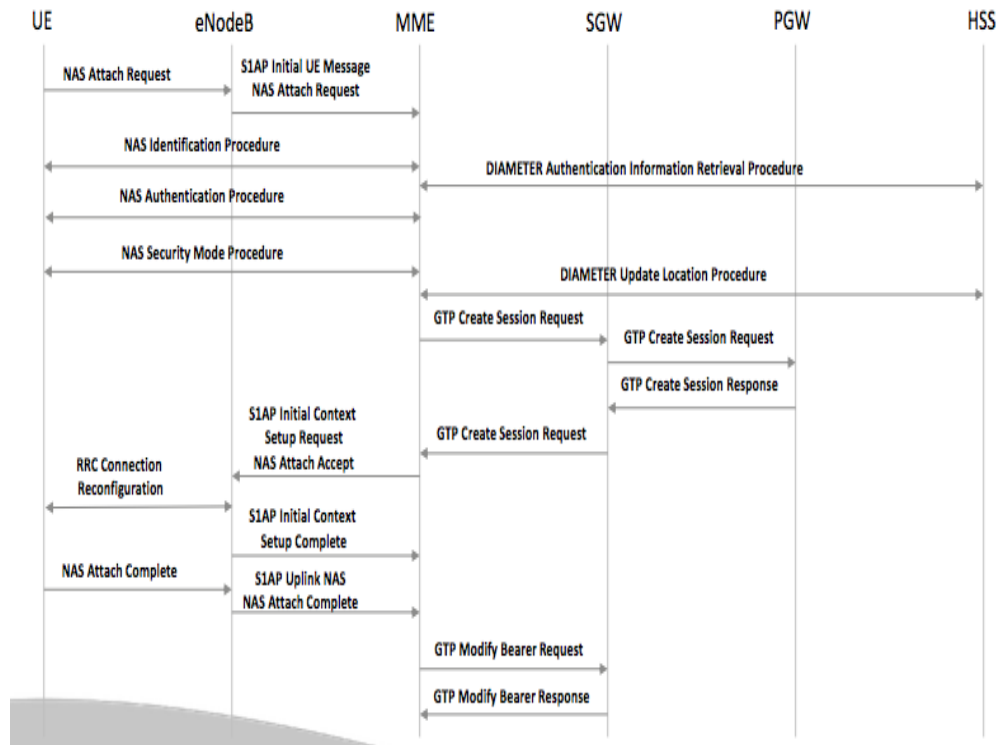 UE eNodeB MME SGW PGW HSS
NAS Attach Request
S1AP Initial UE Message
NAS Attach Request
NAS Identification Procedure
DIAMETER Authentication Information Retrieval Procedure
NAS Authentication Procedure
NAS Security Mode Procedure
DIAMETER Update Location Procedure
GTP Create Session Request
GTP Create Session Request
GTP Create Session Response
S1AP Initial Context
Setup Request
NAS Attach Accept
GTP Create Session Request
RRC Connection
Reconfiguration
S1AP Initial Context
Setup Complete
NAS Attach Complete
S1AP Uplink NAS
NAS Attach Complete
GTP Modify Bearer Request
GTP Modify Bearer Response